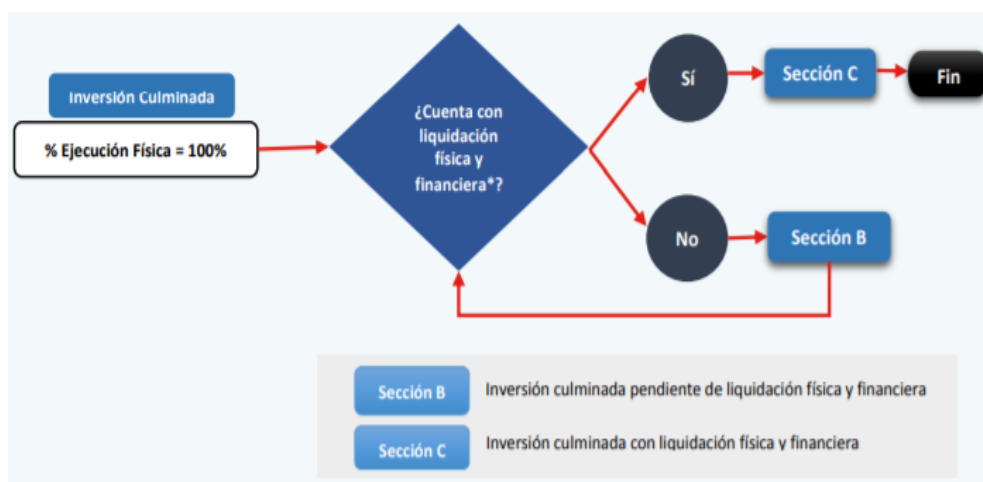 Inversión Culminada
% Ejecución Física = 100%
¿Cuenta con
liquidación
física y
financiera*?
Sí
Sección C
Fin
No
Sección B
Sección B
Inversión culminada pendiente de liquidación física y financiera
Sección C
Inversión culminada con liquidación física y financiera